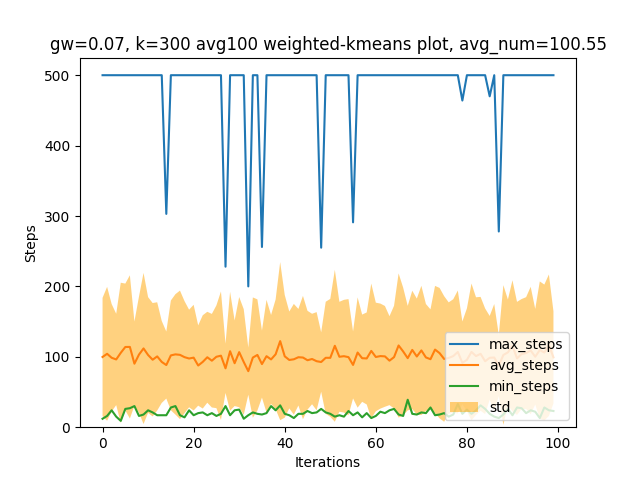 gw=0.07, k=300 avg100 weighted-kmeans plot, avg_num=100.55
500
400
300
200
100
0
Steps
max_steps
avg_steps
min_steps
std
0
20
40
60
80
100
Iterations